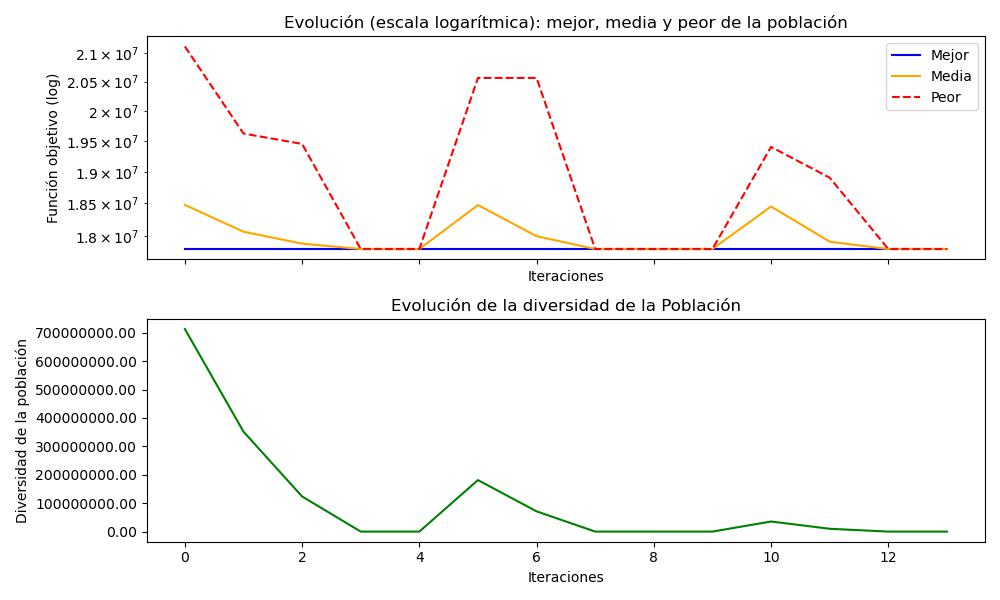 Evolución (escala logarítmica): mejor, media y peor de la población
Función objetivo (log)
2.1 × 10⁷
2.05 × 10⁷
2 × 10⁷
1.95 × 10⁷
1.9 × 10⁷
1.85 × 10⁷
1.8 × 10⁷
Mejor
Media
Peor
Iteraciones
Evolución de la diversidad de la Población
Diversidad de la población
700000000.00
600000000.00
500000000.00
400000000.00
300000000.00
200000000.00
100000000.00
0.00
0 2 4 6 8 10 12
Iteraciones